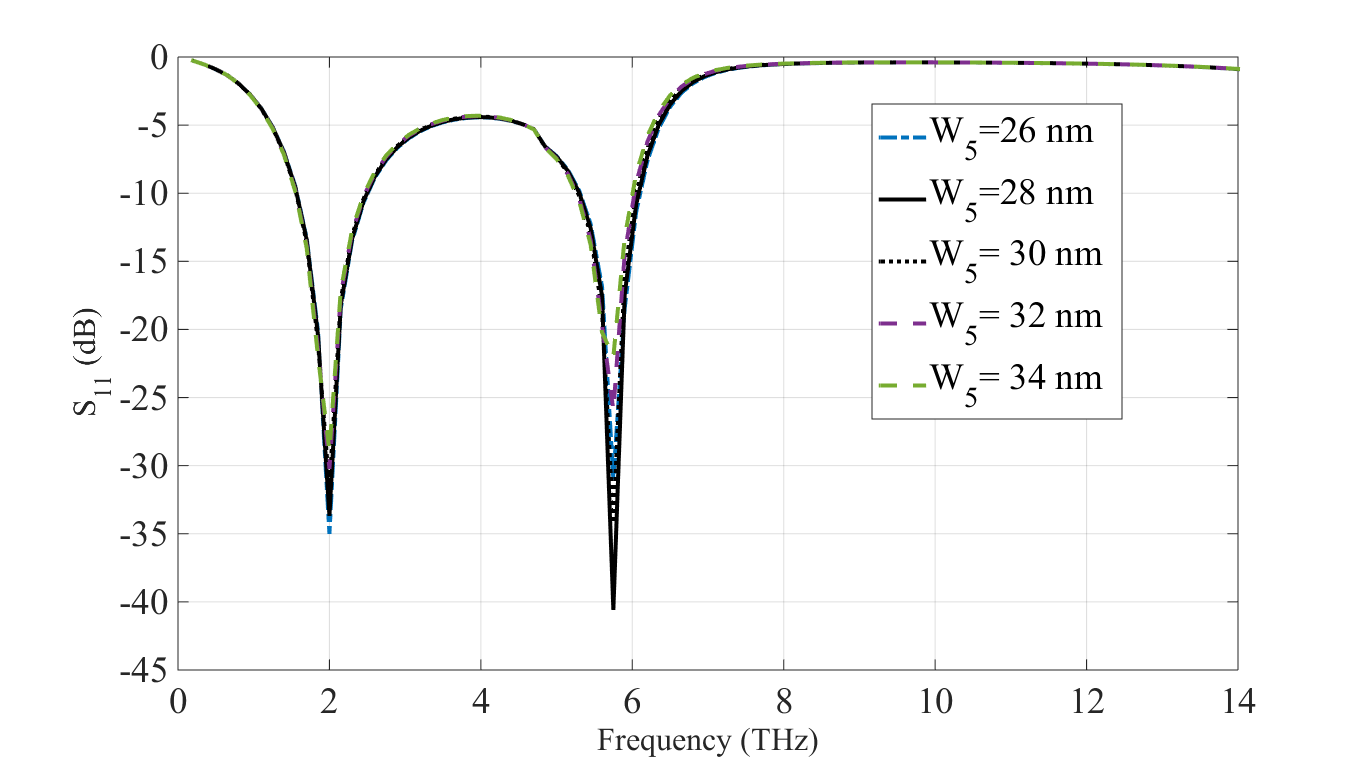 0
-5
-10
-15
-20
-25
-30
-35
-40
-45
S11 (dB)
0 2 4 6 8 10 12 14
Frequency (THz)
W5=26 nm
W5=28 nm
W5= 30 nm
W5= 32 nm
W5= 34 nm